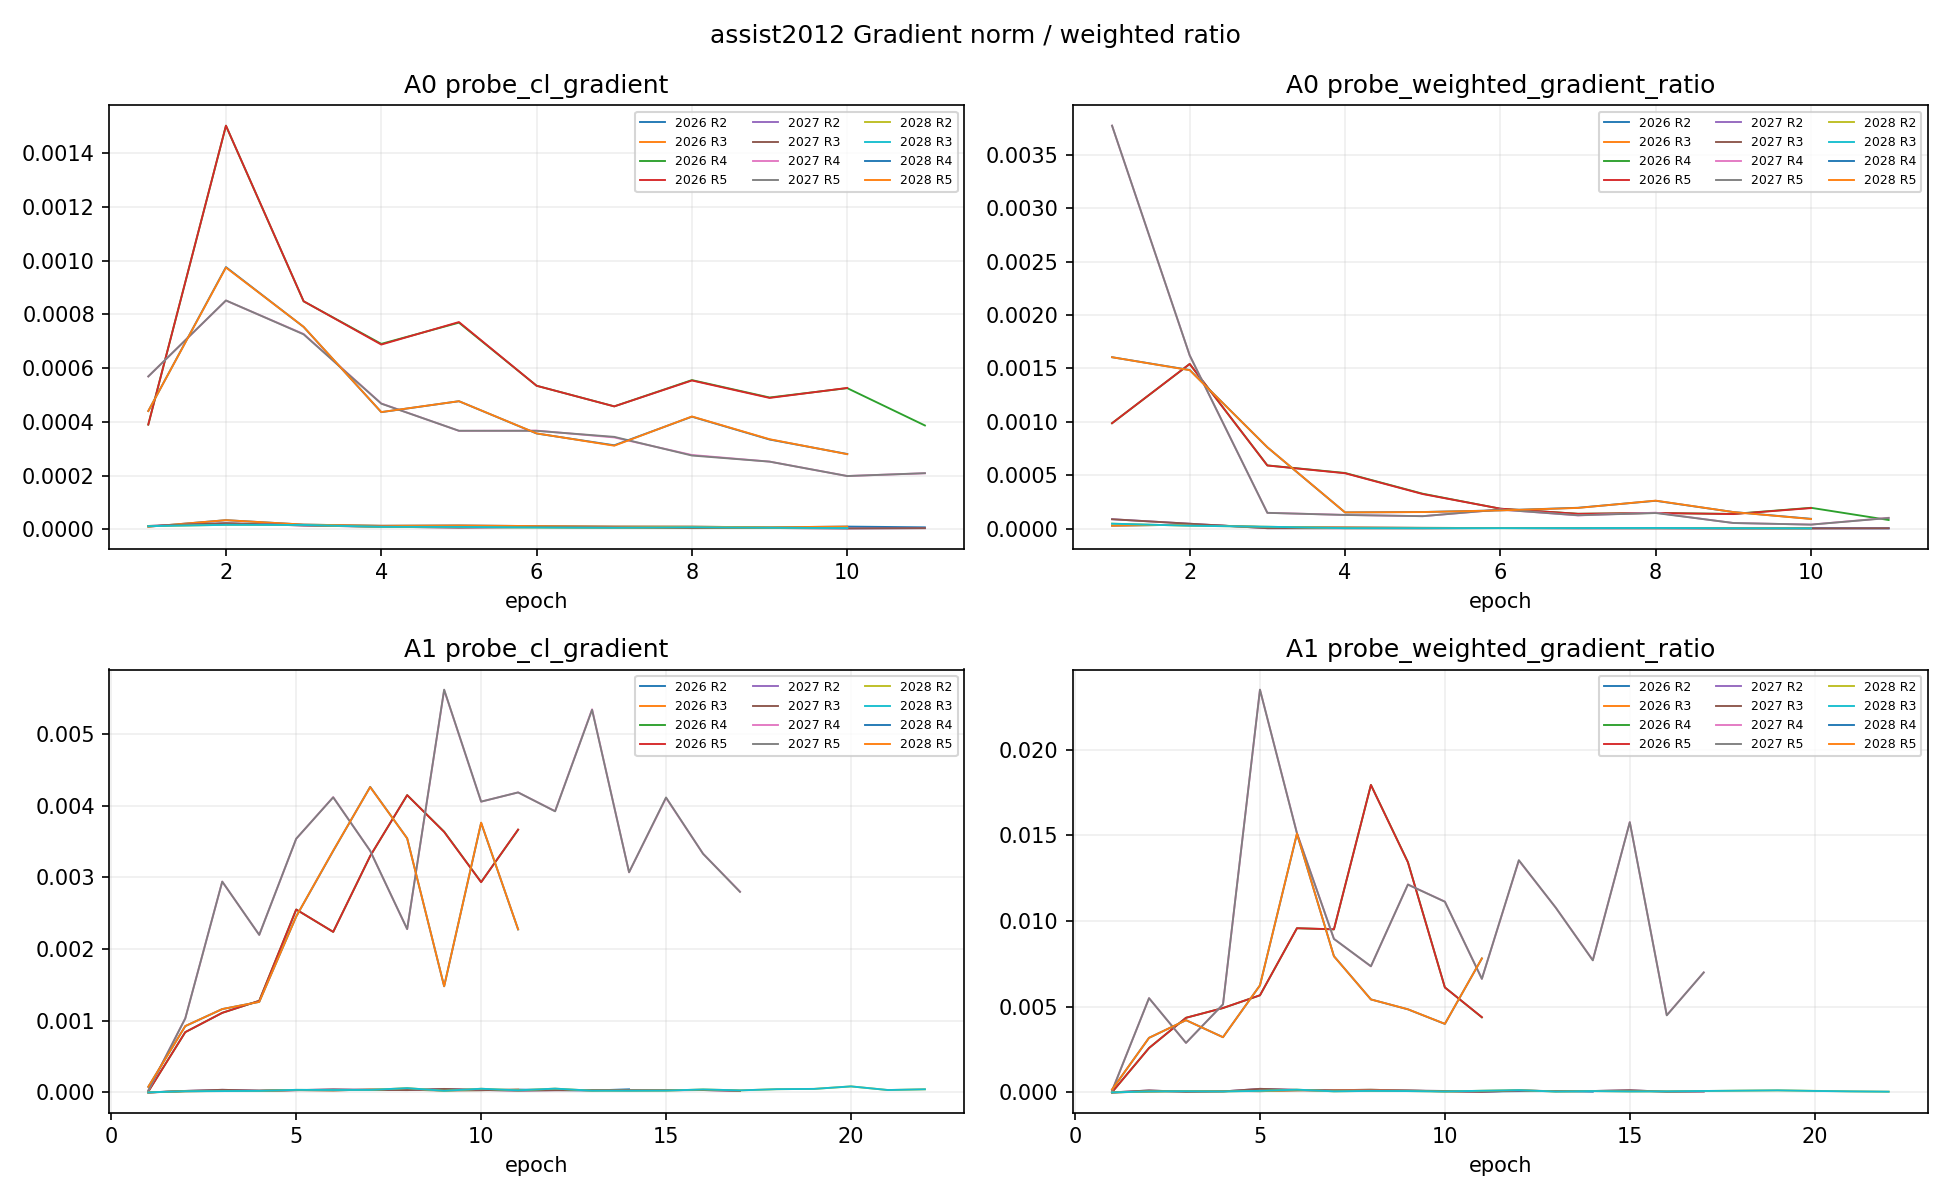 assist2012 Gradient norm / weighted ratio
A0 probe_cl_gradient
2026 R2 2027 R2 2028 R2
2026 R3 2027 R3 2028 R3
2026 R4 2027 R4 2028 R4
2026 R5 2027 R5 2028 R5
0.0014
0.0012
0.0010
0.0008
0.0006
0.0004
0.0002
0.0000
2 4 6 8 10
epoch
A0 probe_weighted_gradient_ratio
2026 R2 2027 R2 2028 R2
2026 R3 2027 R3 2028 R3
2026 R4 2027 R4 2028 R4
2026 R5 2027 R5 2028 R5
0.0035
0.0030
0.0025
0.0020
0.0015
0.0010
0.0005
0.0000
2 4 6 8 10
epoch
A1 probe_cl_gradient
2026 R2 2027 R2 2028 R2
2026 R3 2027 R3 2028 R3
2026 R4 2027 R4 2028 R4
2026 R5 2027 R5 2028 R5
0.005
0.004
0.003
0.002
0.001
0.000
0 5 10 15 20
epoch
A1 probe_weighted_gradient_ratio
2026 R2 2027 R2 2028 R2
2026 R3 2027 R3 2028 R3
2026 R4 2027 R4 2028 R4
2026 R5 2027 R5 2028 R5
0.020
0.015
0.010
0.005
0.000
0 5 10 15 20
epoch